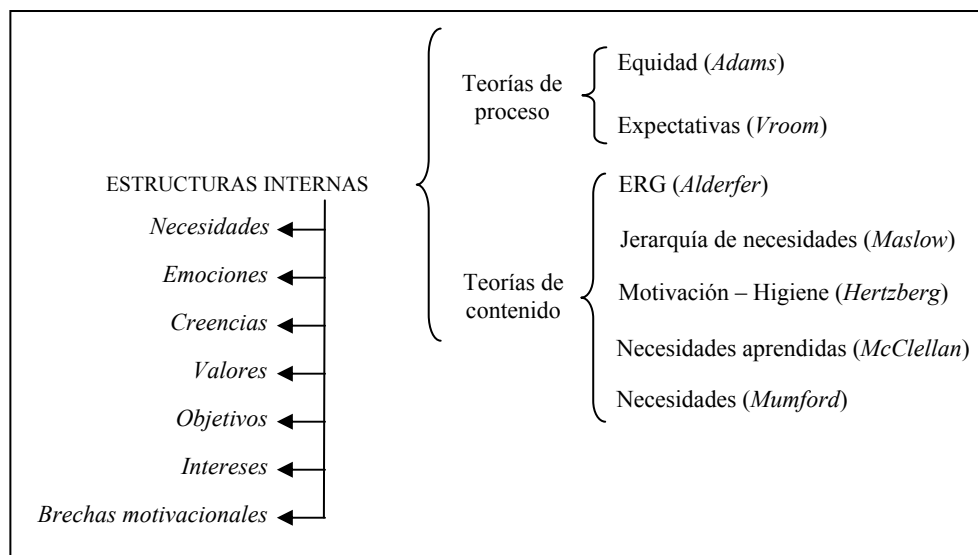 ESTRUCTURAS INTERNAS
Necesidades
Emociones
Creencias
Valores
Objetivos
Intereses
Brechas motivacionales
Teorías de
proceso
Equidad (Adams)
Expectativas (Vroom)
Teorías de
contenido
ERG (Alderfer)
Jerarquía de necesidades (Maslow)
Motivación – Higiene (Hertzberg)
Necesidades aprendidas (McClellan)
Necesidades (Mumford)